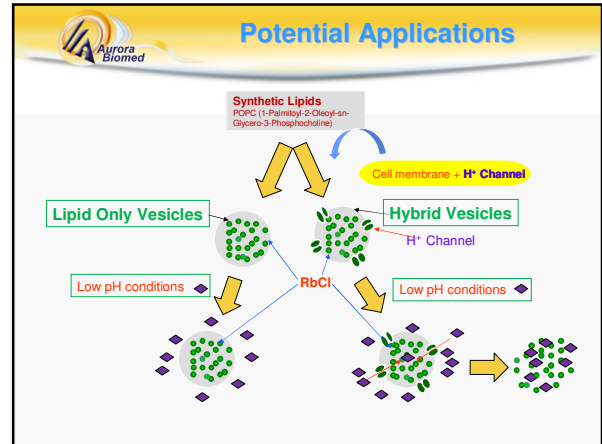 Aurora
Biomed
Potential Applications
Synthetic Lipids
POPC (1-Palmitoyl-2-Oleoyl-sn-
Glycero-3-Phosphocholine)
Cell membrane + H⁺ Channel
Lipid Only Vesicles
Hybrid Vesicles
H⁺ Channel
Low pH conditions
RbCl
Low pH conditions